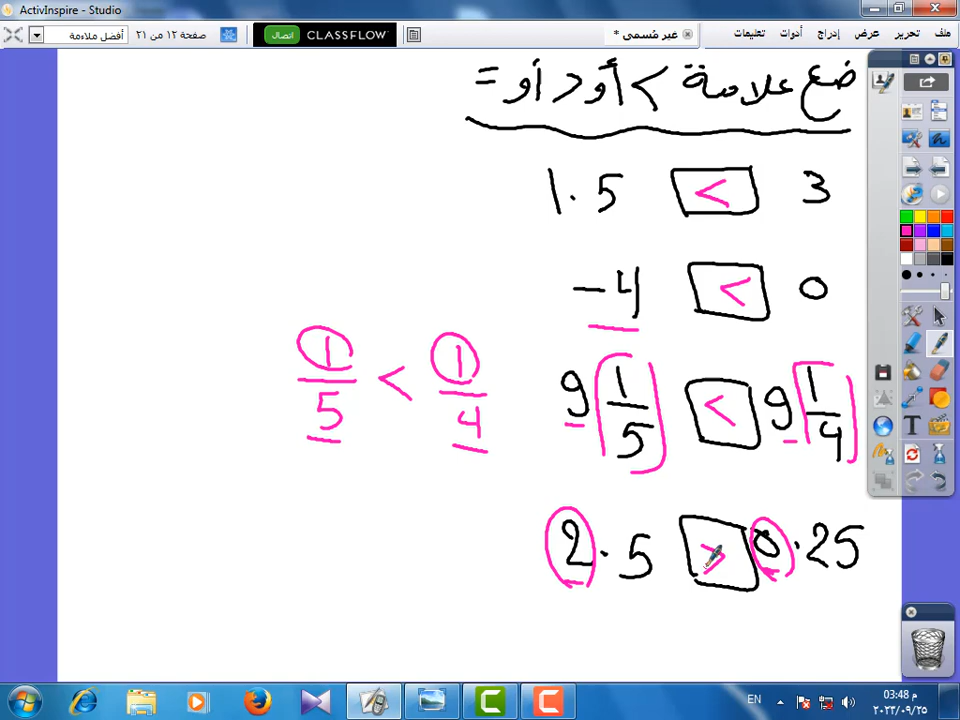 ActivInspire - Studio
ملف تحرير عرض إدراج أدوات تعليمات
غير مُسمى *
CLASSFLOW اتصال
صفحة ١٢ من ٢١
أفضل ملاءمة
ضع علامة > أو < أو =
1.5 < 3
-4 < 0
1/5 < 1/4
9 1/5 < 9 1/4
2.5 > 0.25
EN
03:48 م
٢٠٢٣/٠٩/٢٥